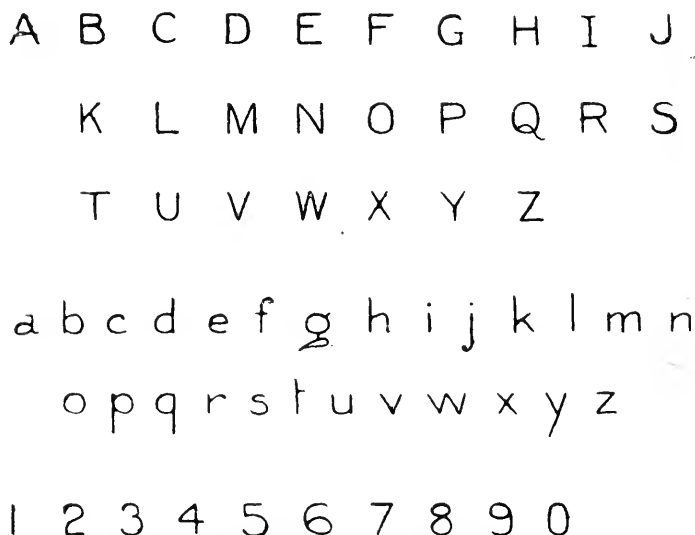 A B C D E F G H I J
K L M N O P Q R S
T U V W X Y Z
a b c d e f g h i j k l m n
o p q r s t u v w x y z
1 2 3 4 5 6 7 8 9 0